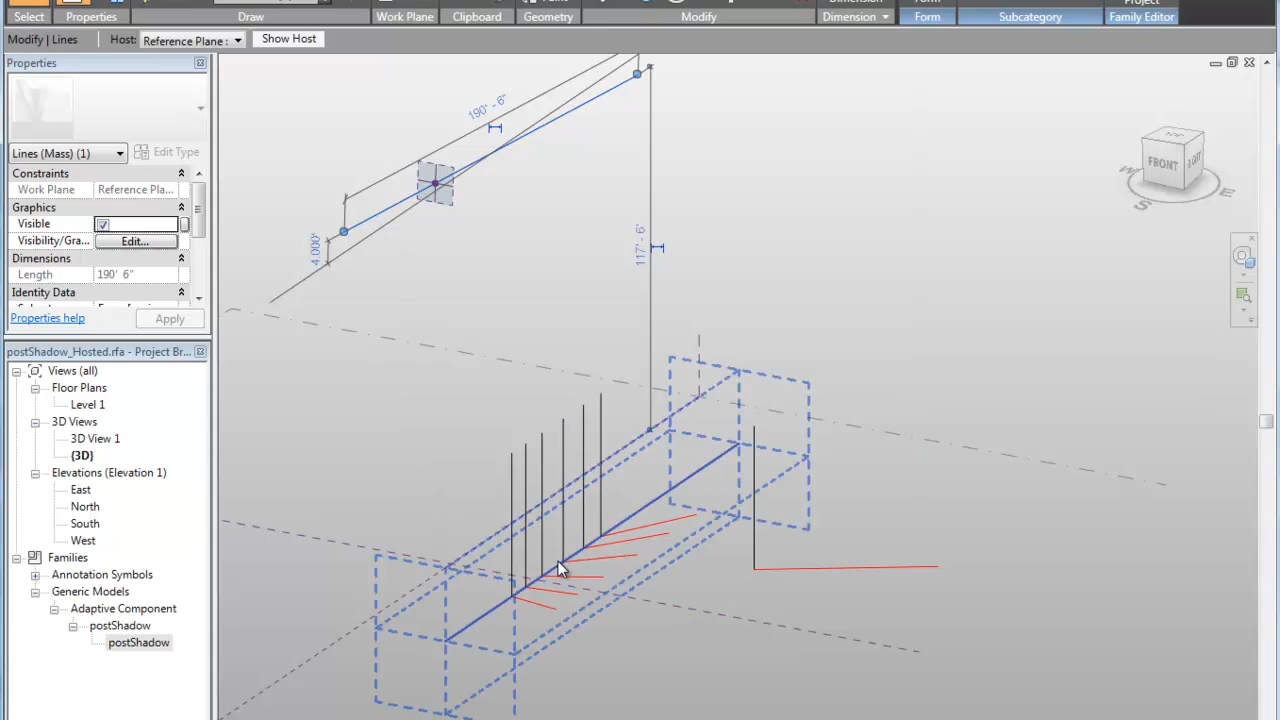 Project
Select
Properties
Draw
Work Plane
Clipboard
Geometry
Modify
Dimension
Form
Subcategory
Family Editor
Modify | Lines
Host:
Reference Plane :
Show Host
Properties
Lines (Mass) (1)
Edit Type
Constraints
Work Plane
Reference Pla...
Graphics
Visible
Visibility/Gra...
Edit...
Dimensions
Length
190' 6"
Identity Data
Properties help
Apply
postShadow_Hosted.rfa - Project Br...
Views (all)
Floor Plans
Level 1
3D Views
3D View 1
{3D}
Elevations (Elevation 1)
East
North
South
West
Families
Annotation Symbols
Generic Models
Adaptive Component
postShadow
postShadow
190' - 6"
4.000'
117' - 6"
FRONT
W
E
S